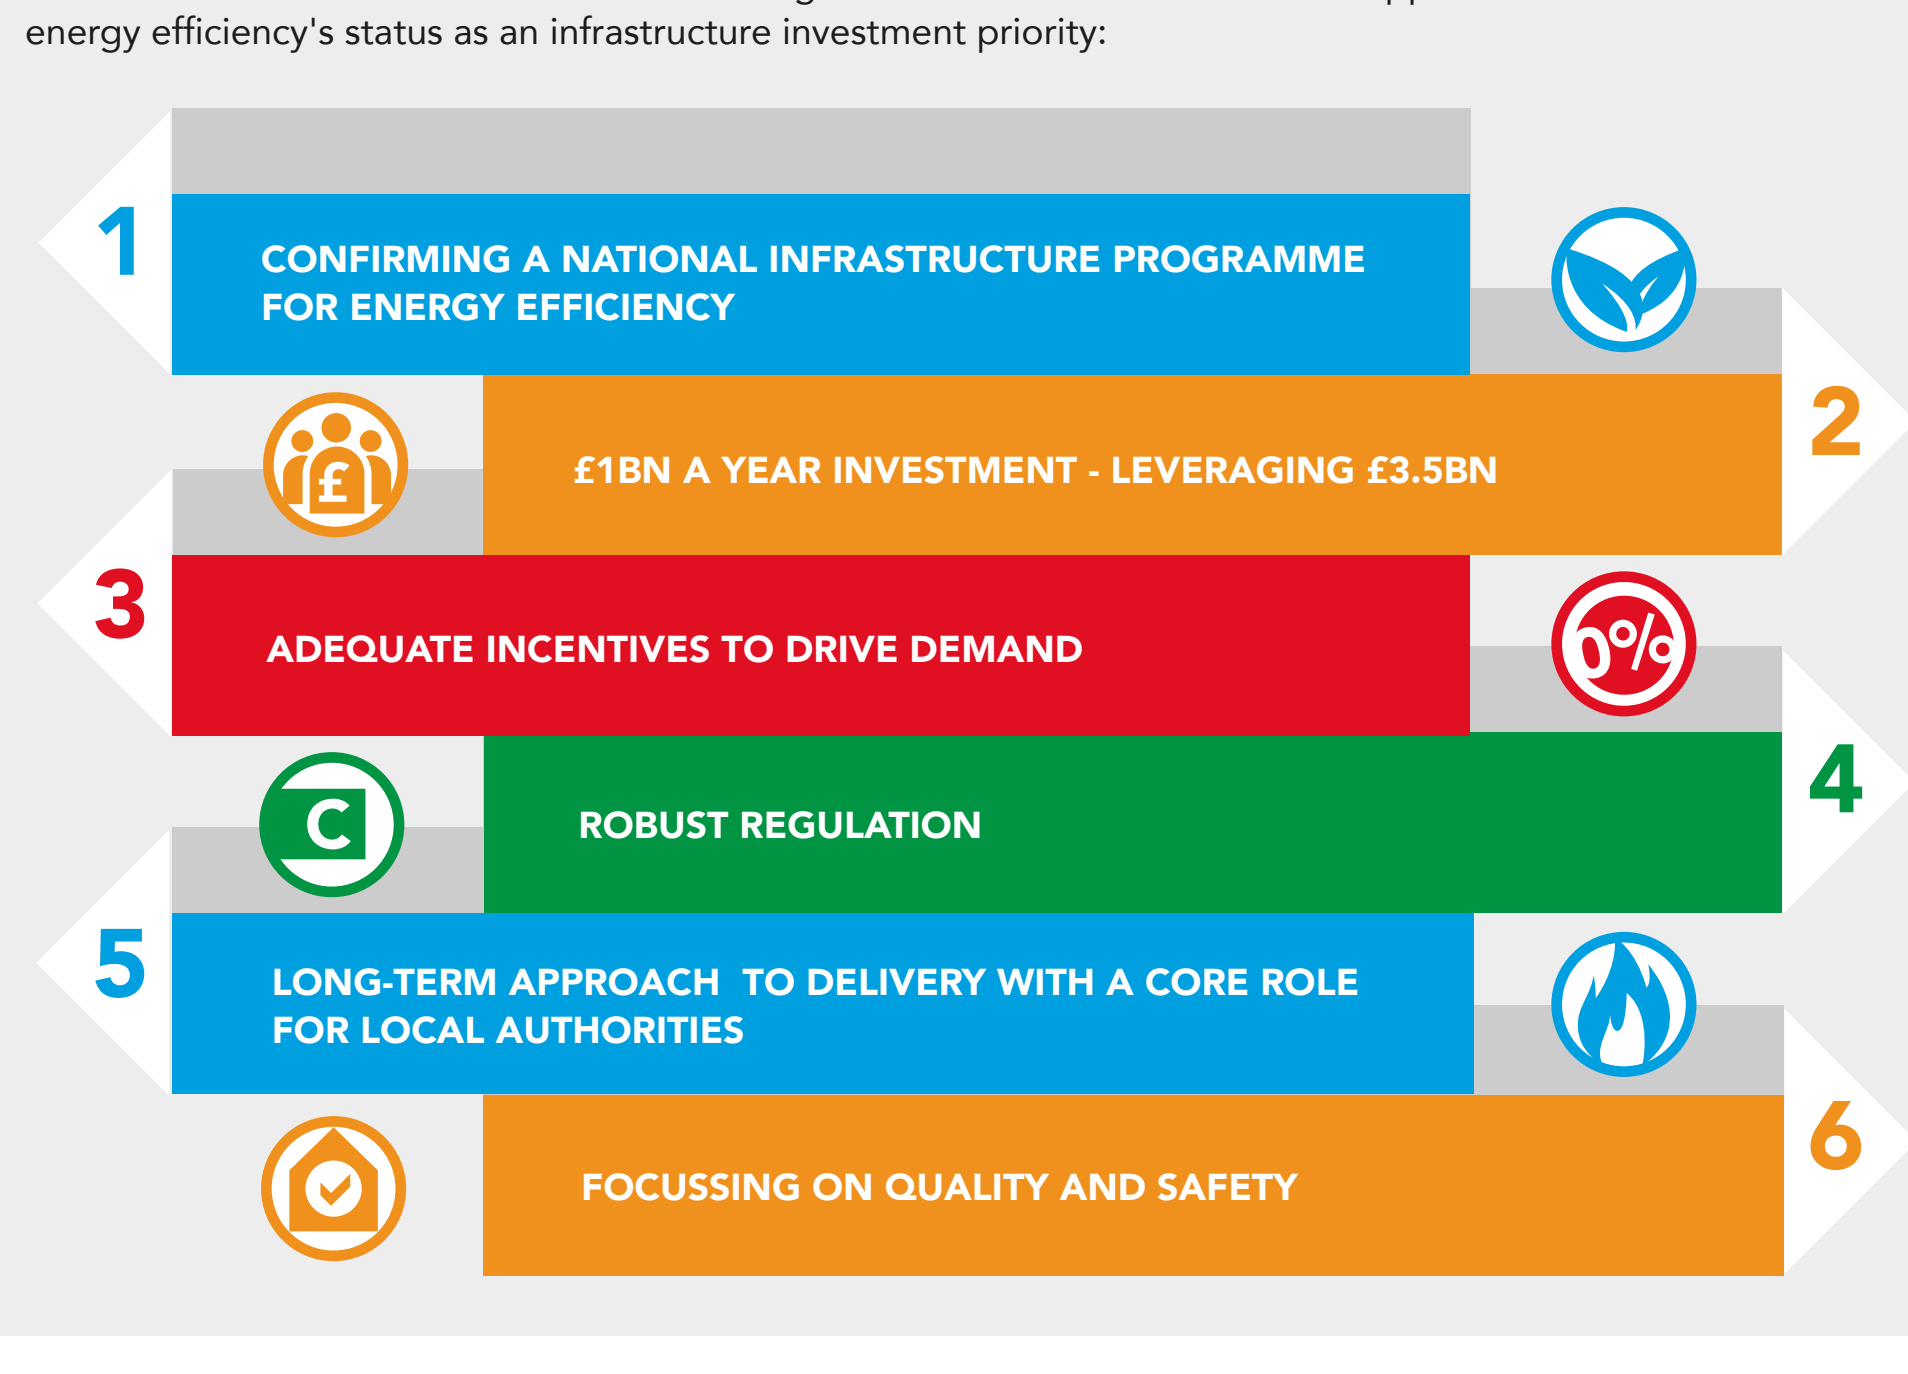 energy efficiency's status as an infrastructure investment priority:
1
CONFIRMING A NATIONAL INFRASTRUCTURE PROGRAMME
FOR ENERGY EFFICIENCY
2
£
£1BN A YEAR INVESTMENT - LEVERAGING £3.5BN
3
ADEQUATE INCENTIVES TO DRIVE DEMAND
0%
4
C
ROBUST REGULATION
5
LONG-TERM APPROACH TO DELIVERY WITH A CORE ROLE
FOR LOCAL AUTHORITIES
6
FOCUSSING ON QUALITY AND SAFETY